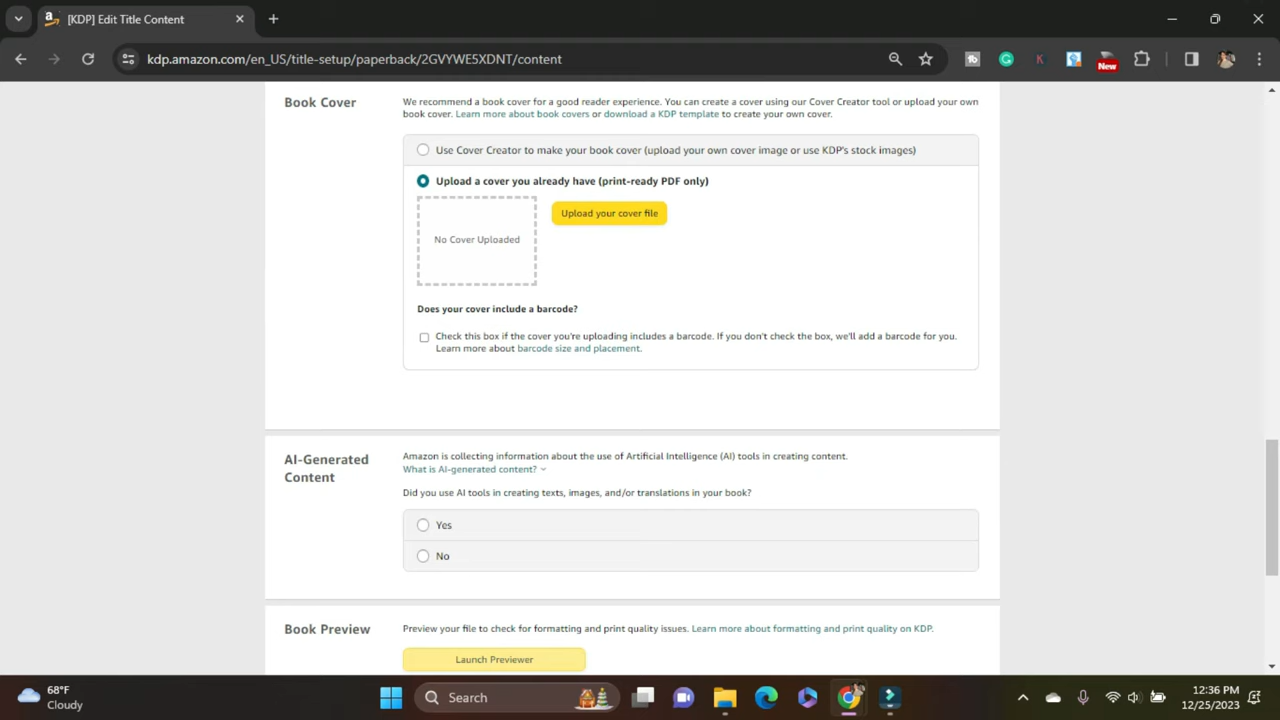 [KDP] Edit Title Content
kdp.amazon.com/en_US/title-setup/paperback/2GVYWE5XDNT/content
New
Book Cover
We recommend a book cover for a good reader experience. You can create a cover using our Cover Creator tool or upload your own
book cover. Learn more about book covers or download a KDP template to create your own cover.
Use Cover Creator to make your book cover (upload your own cover image or use KDP's stock images)
Upload a cover you already have (print-ready PDF only)
Upload your cover file
No Cover Uploaded
Does your cover include a barcode?
Check this box if the cover you're uploading includes a barcode. If you don't check the box, we'll add a barcode for you.
Learn more about barcode size and placement.
AI-Generated
Content
Amazon is collecting information about the use of Artificial Intelligence (AI) tools in creating content.
What is AI-generated content?
Did you use AI tools in creating texts, images, and/or translations in your book?
Yes
No
Book Preview
Preview your file to check for formatting and print quality issues. Learn more about formatting and print quality on KDP.
Launch Previewer
68°F
Cloudy
Search
12:36 PM
12/25/2023